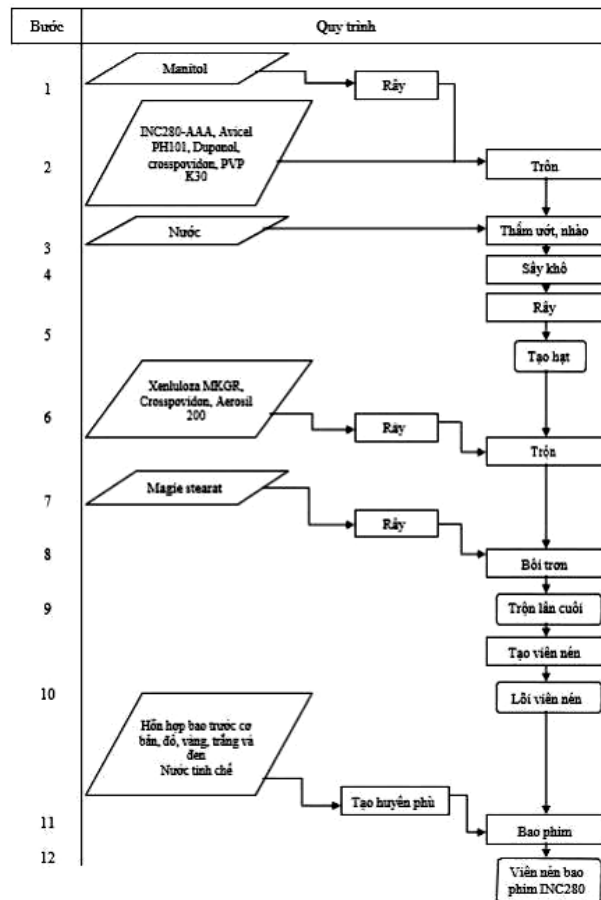 Bước
Quy trình
1
Manitol
Rây
2
INC280-AAA, Avicel
PH101, Duponol,
crosspovidon, PVP
K30
Trôn
3
Nước
Thấm ướt, nhào
4
Sấy khô
Rây
5
Tạo hạt
6
Xenluloza MKGR,
Crosspovidon, Aerosil
200
Rây
Trộn
7
Magie stearat
Rây
8
Bôi trơn
9
Trộn lần cuối
Tạo viên nén
10
Lõi viên nén
Hỗn hợp bao trước cơ
bản, đỏ, vàng, trắng và
đen
Nước tinh chế
Tạo huyền phù
11
Bao phim
12
Viên nén bao
phim INC280